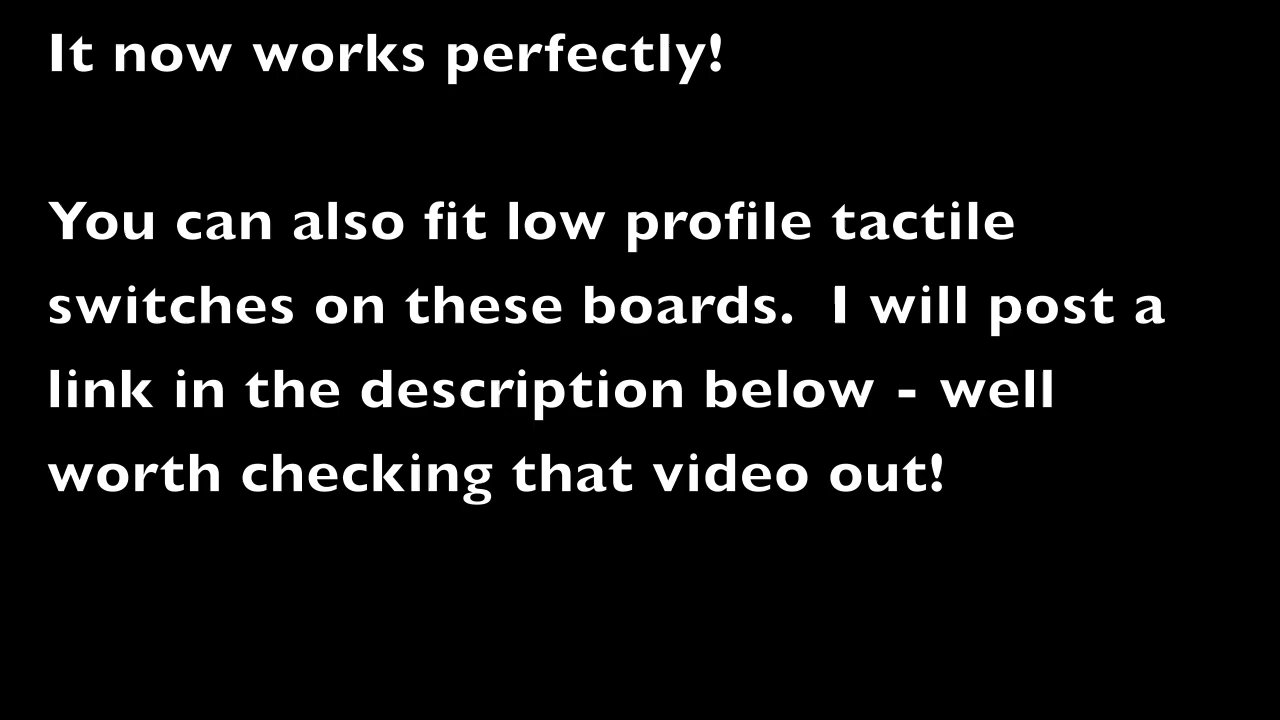 It now works perfectly!
You can also fit low profile tactile
switches on these boards.  I will post a
link in the description below - well
worth checking that video out!